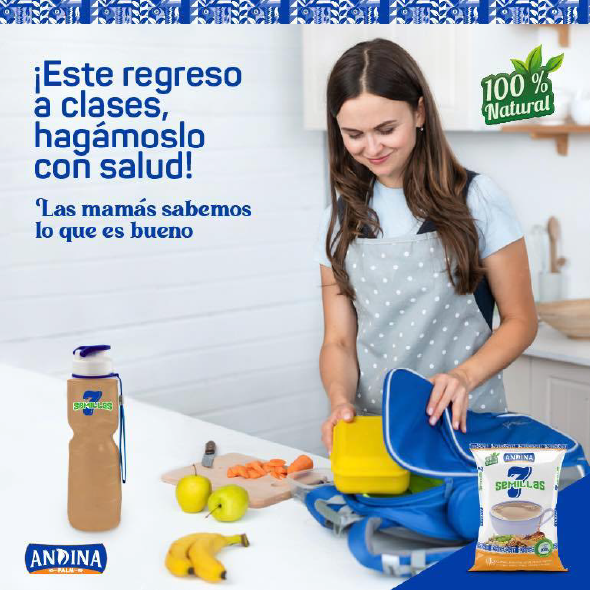 ¡Este regreso
a clases,
hagámoslo
con salud!
Las mamás sabemos
lo que es bueno
100 %
Natural
7
SEMILLAS
ANDINA
PALM
ANDINA
7
SEMILLAS